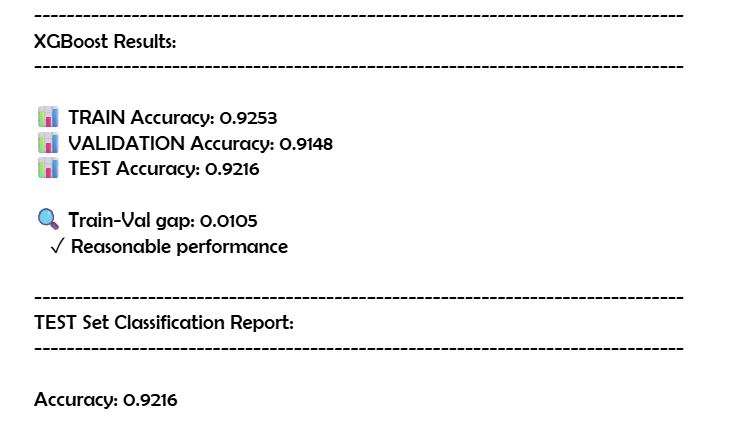 --------------------------------------------------------------------------------
XGBoost Results:
--------------------------------------------------------------------------------
📊 TRAIN Accuracy: 0.9253
📊 VALIDATION Accuracy: 0.9148
📊 TEST Accuracy: 0.9216
🔍 Train-Val gap: 0.0105
✓ Reasonable performance
--------------------------------------------------------------------------------
TEST Set Classification Report:
--------------------------------------------------------------------------------
Accuracy: 0.9216